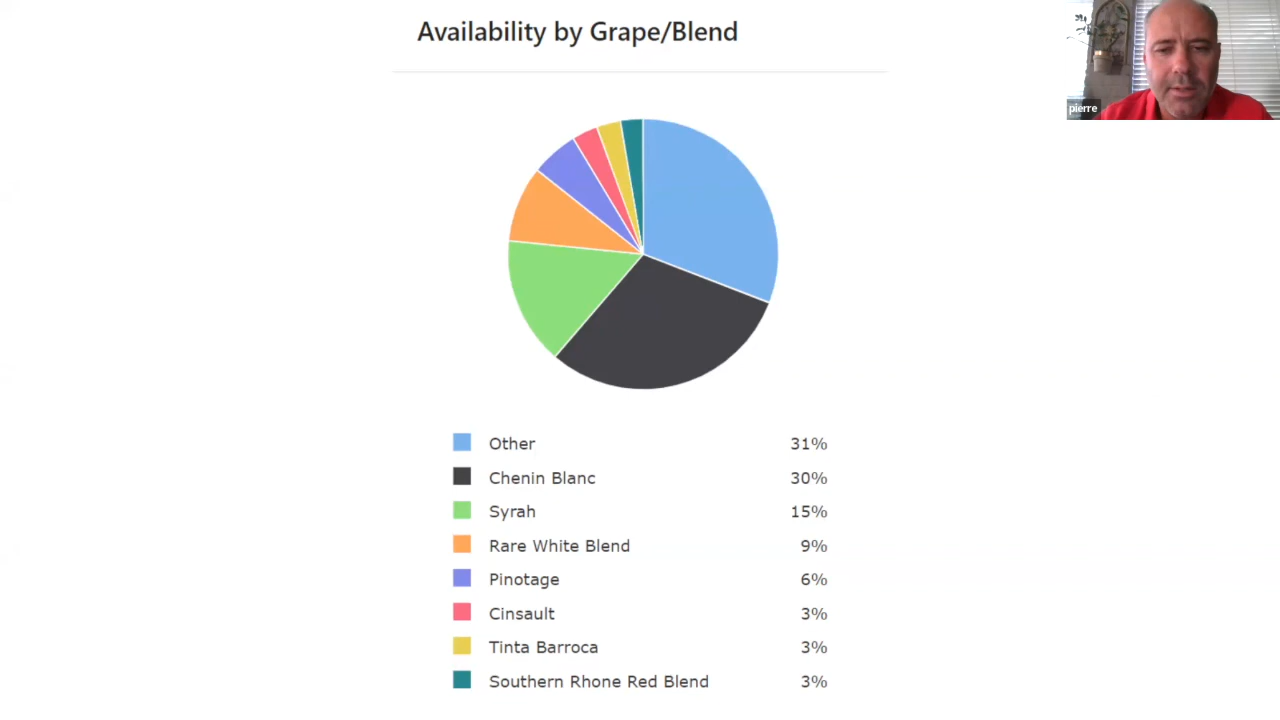 Availability by Grape/Blend
pierre
Other 31%
Chenin Blanc 30%
Syrah 15%
Rare White Blend 9%
Pinotage 6%
Cinsault 3%
Tinta Barroca 3%
Southern Rhone Red Blend 3%